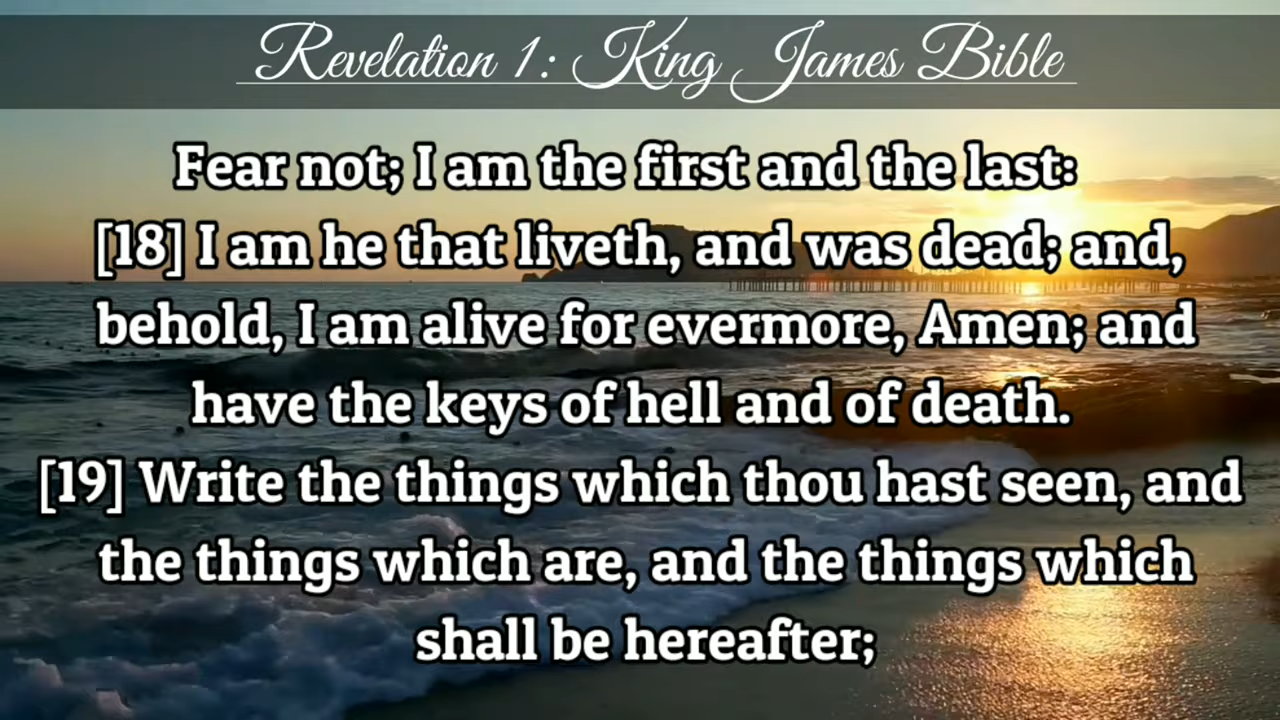 Revelation 1: King James Bible
Fear not; I am the first and the last:
[18] I am he that liveth, and was dead; and,
behold, I am alive for evermore, Amen; and
have the keys of hell and of death.
[19] Write the things which thou hast seen, and
the things which are, and the things which
shall be hereafter;